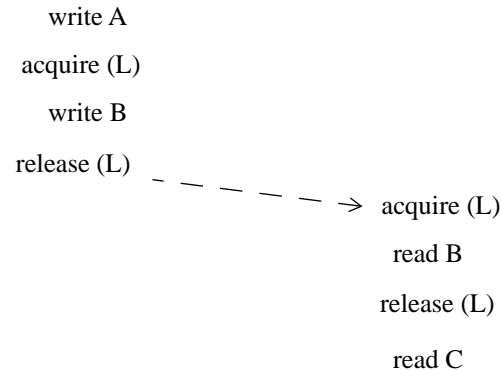 write A
acquire (L)
write B
release (L)
acquire (L)
read B
release (L)
read C